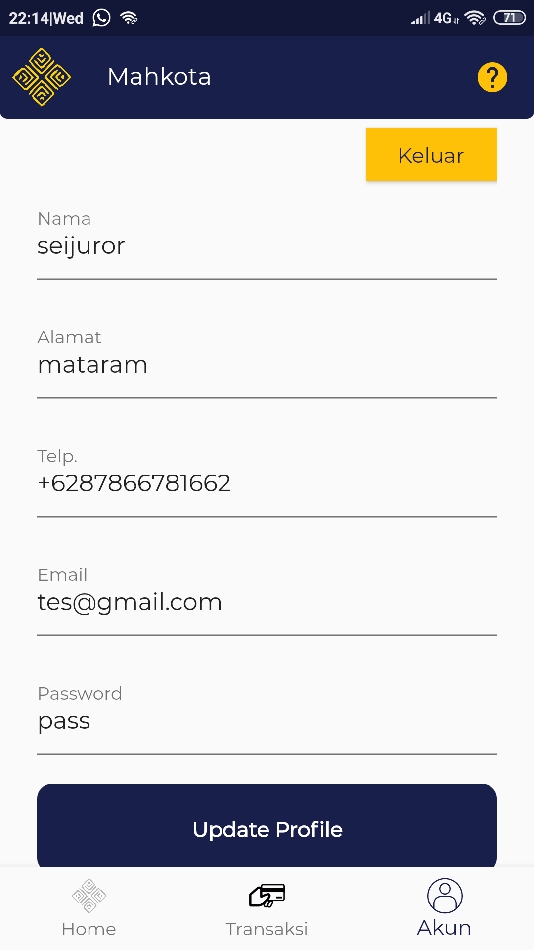 22:14|Wed 4G 71
Mahkota
?
Keluar
Nama
seijuror
Alamat
mataram
Telp.
+6287866781662
Email
tes@gmail.com
Password
pass
Update Profile
Home Transaksi Akun